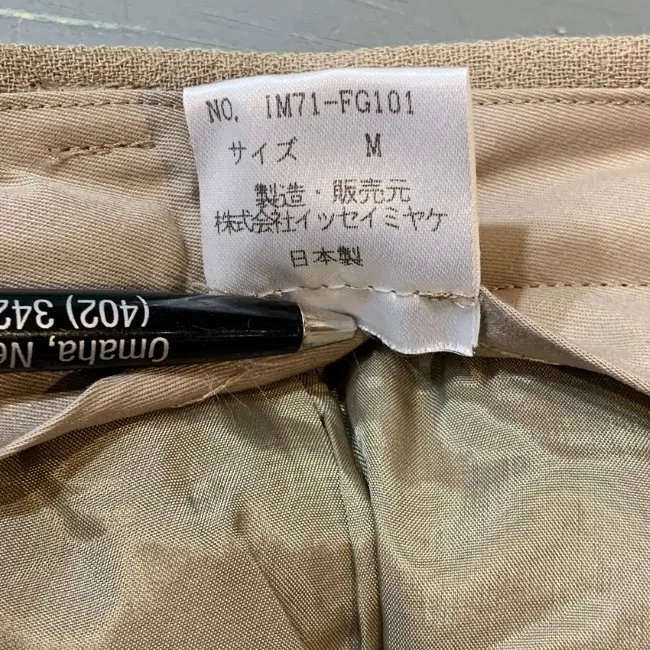 NO. IM71-FG101
サイズ M
製造・販売元
株式会社イッセイミヤケ
日本製
(402) 342
Omaha, Ne